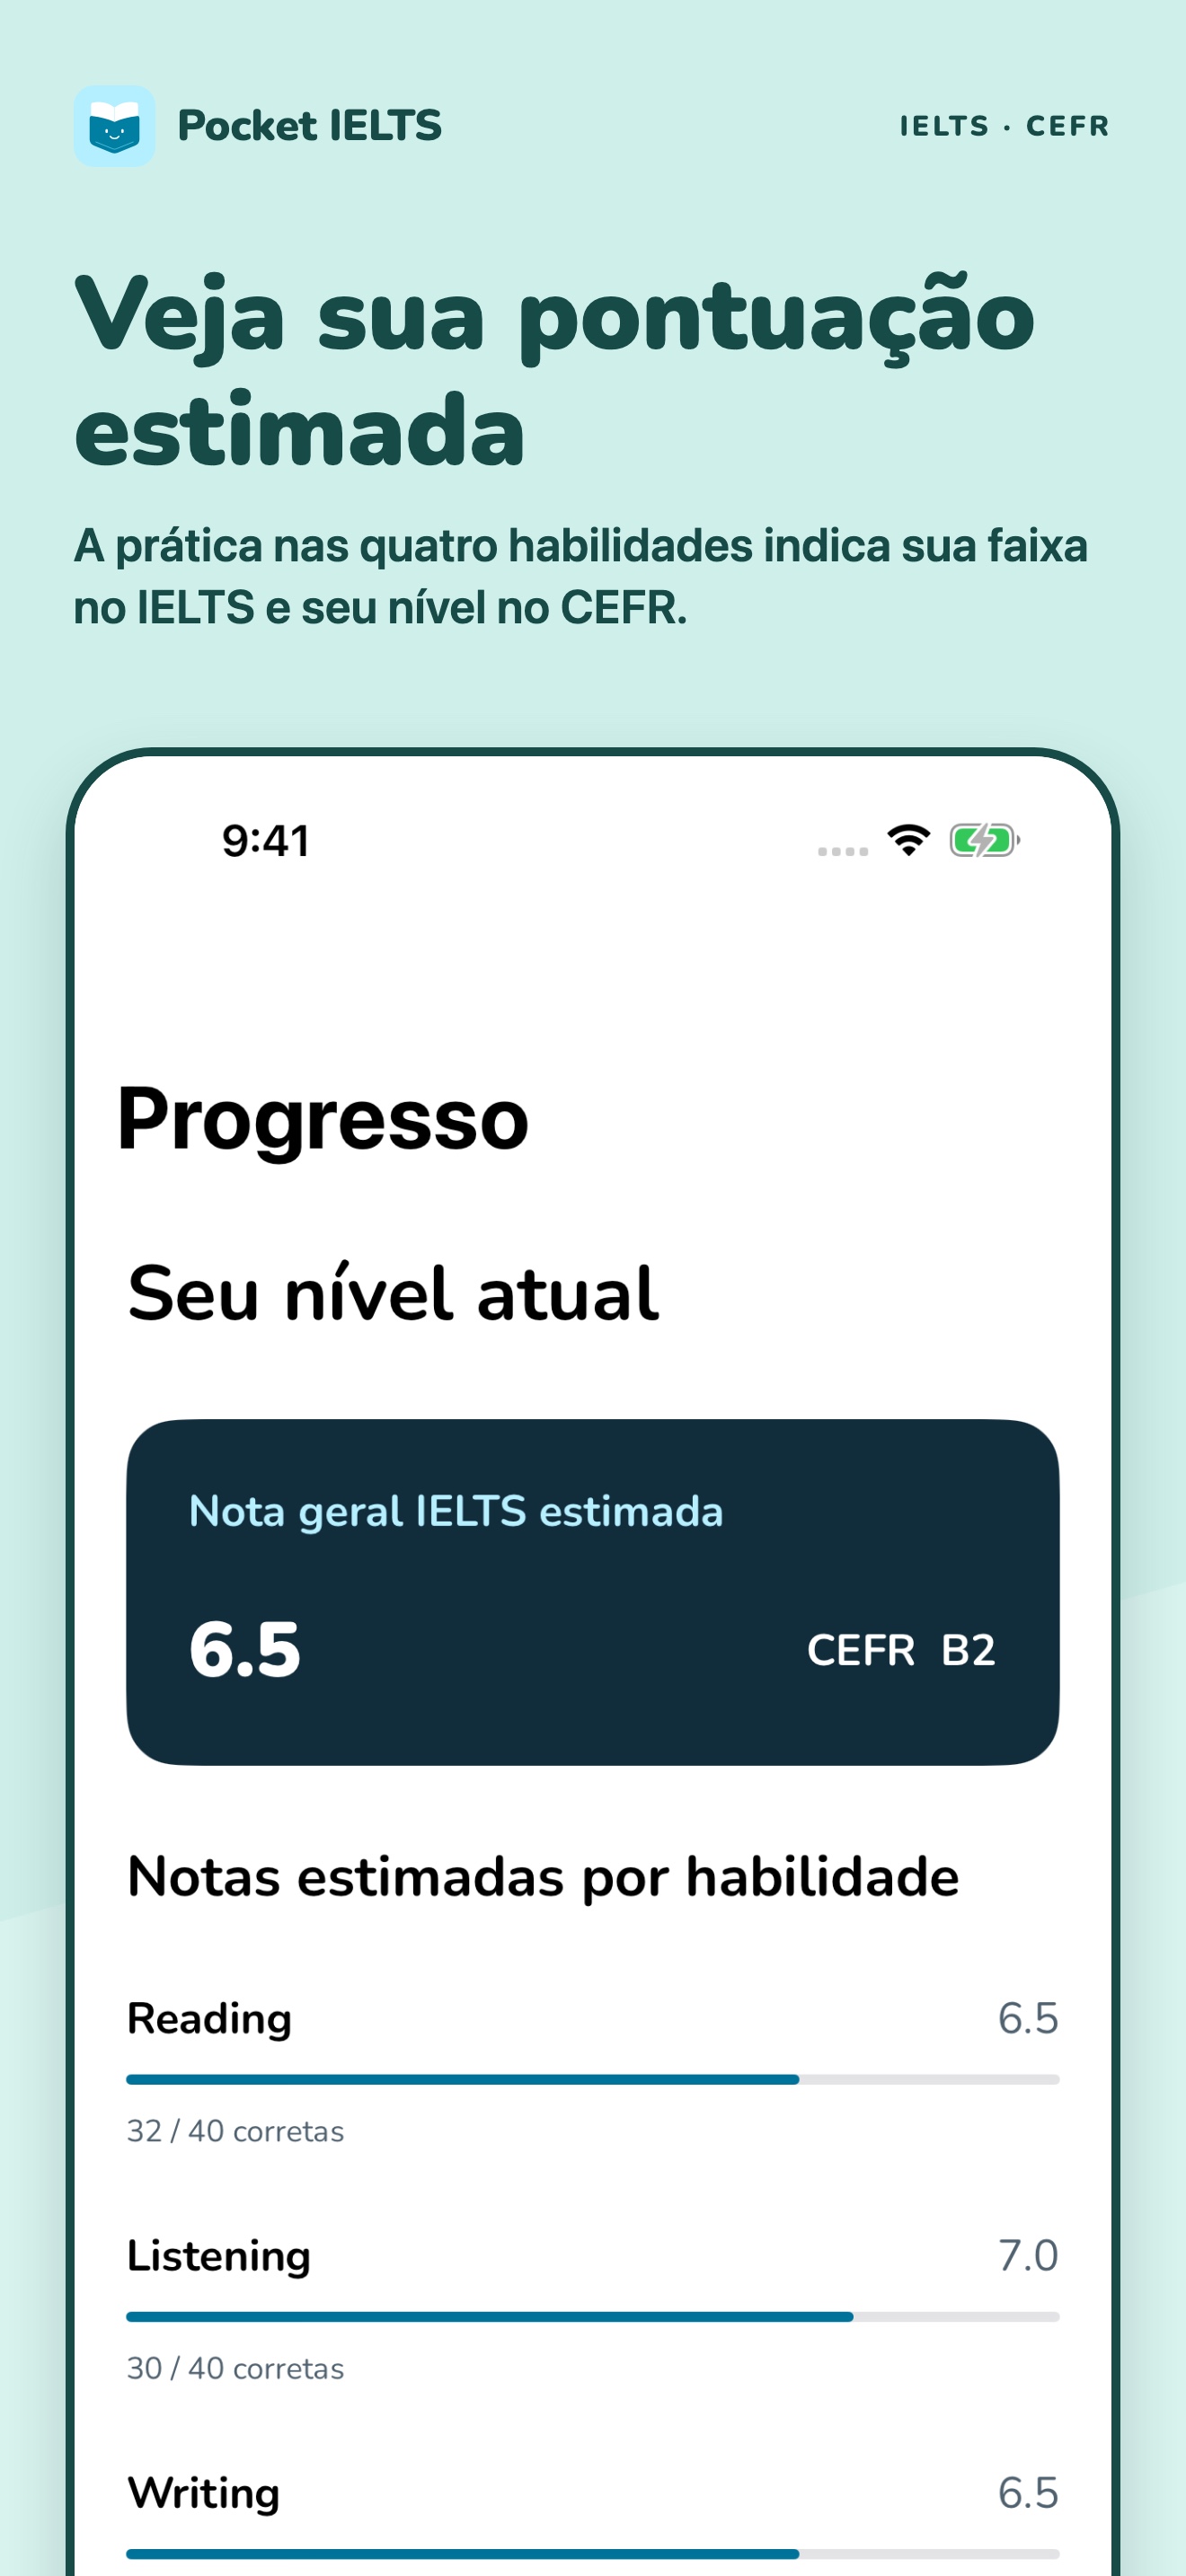 Pocket IELTS
IELTS · CEFR
Veja sua pontuação
estimada
A prática nas quatro habilidades indica sua faixa
no IELTS e seu nível no CEFR.
9:41
Progresso
Seu nível atual
Nota geral IELTS estimada
6.5
CEFR B2
Notas estimadas por habilidade
Reading 6.5
32 / 40 corretas
Listening 7.0
30 / 40 corretas
Writing 6.5